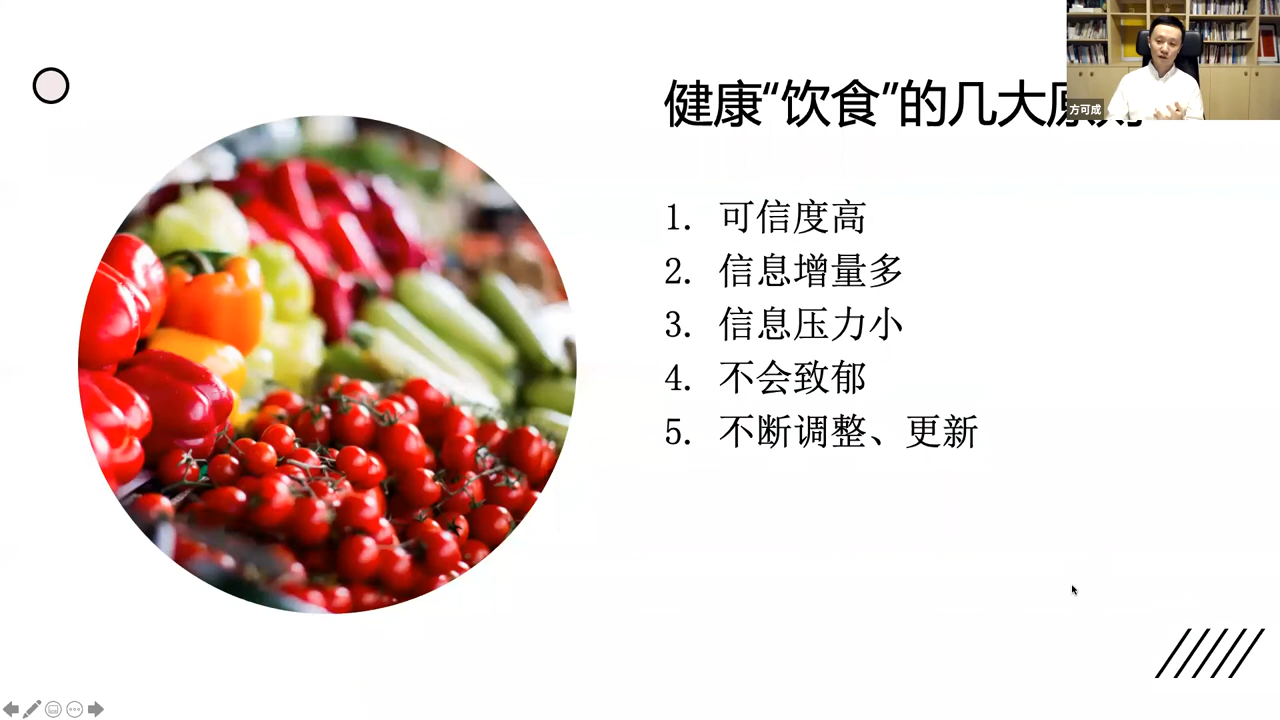 健康“饮食”的几大原则
方可成
1. 可信度高
2. 信息增量多
3. 信息压力小
4. 不会致郁
5. 不断调整、更新